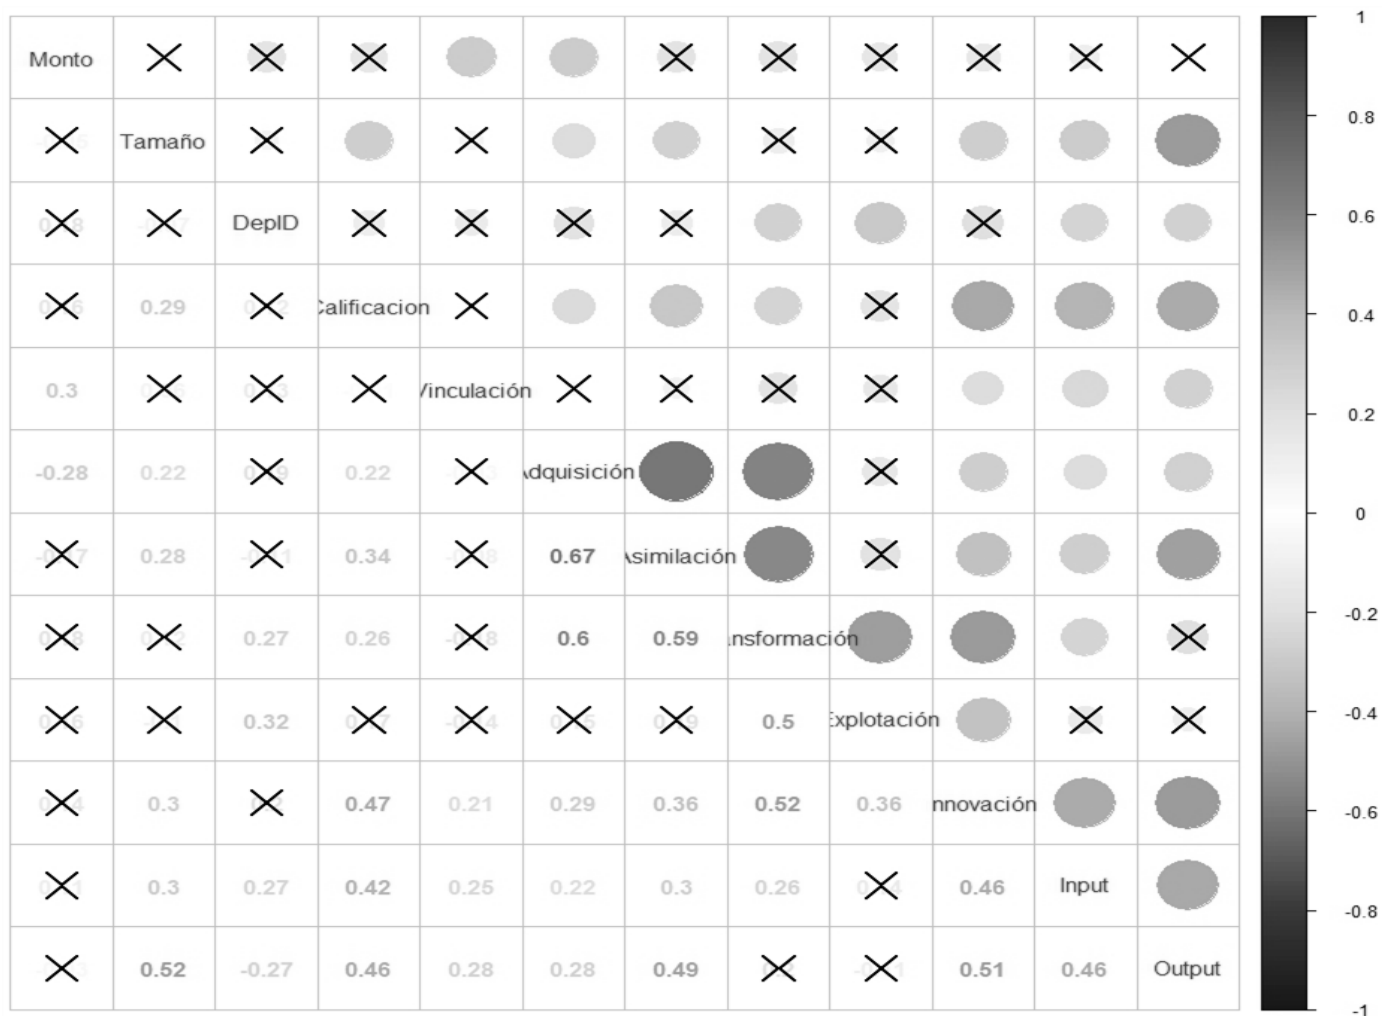 Monto
Tamaño
DepID
0.29 Calificacion
0.3 Vinculación
-0.28 0.22 0.22 Adquisición
0.28 0.34 0.67 Asimilación
0.27 0.26 0.6 0.59 ansformación
0.32 0.5 Explotación
0.3 0.47 0.21 0.29 0.36 0.52 0.36 nnovación
0.3 0.27 0.42 0.25 0.22 0.3 0.26 0.46 Input
0.52 -0.27 0.46 0.28 0.28 0.49 0.51 0.46 Output
1
0.8
0.6
0.4
0.2
0
-0.2
-0.4
-0.6
-0.8
-1